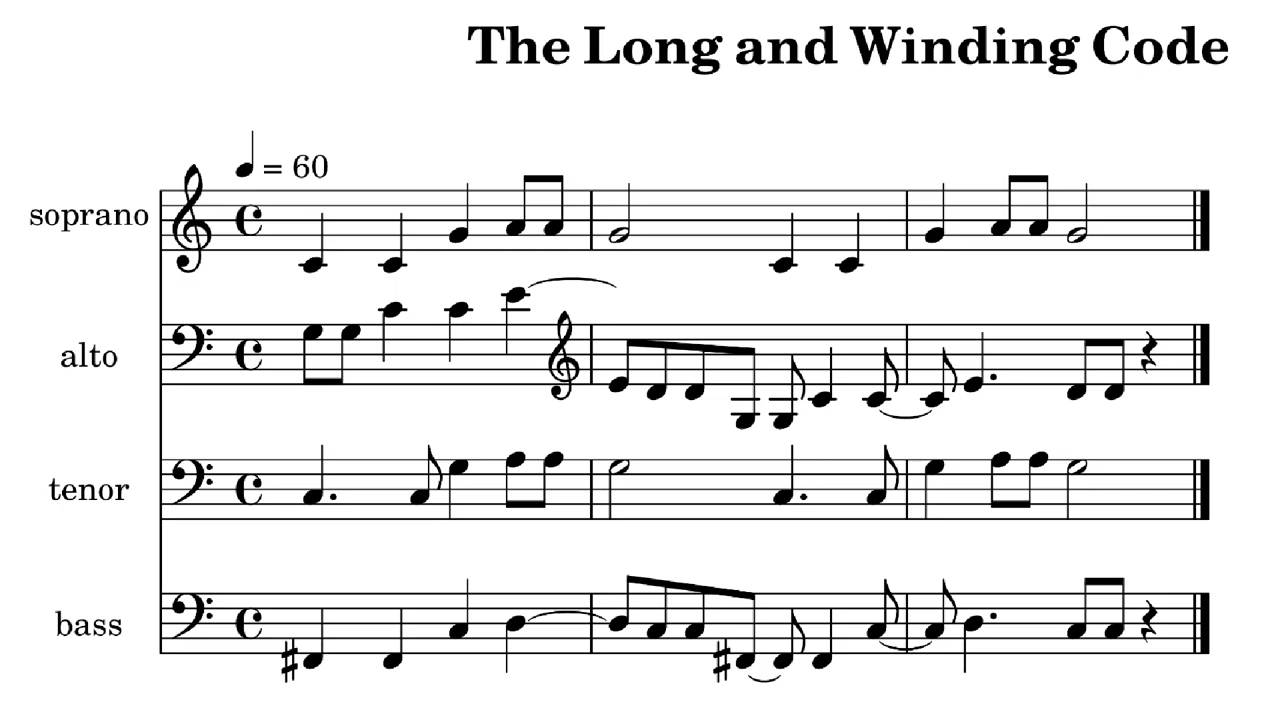 The Long and Winding Code
= 60
soprano
alto
tenor
bass